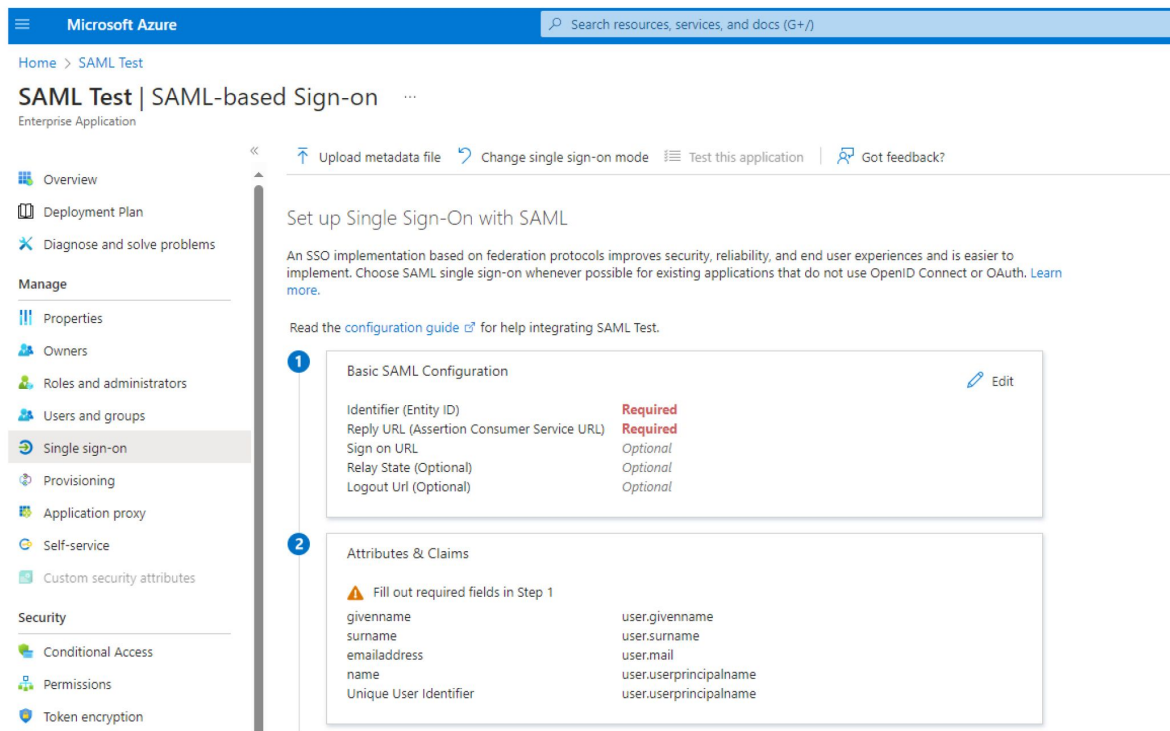 Microsoft Azure
Search resources, services, and docs (G+/)
Home > SAML Test
SAML Test | SAML-based Sign-on ...
Enterprise Application
«
Upload metadata file
Change single sign-on mode
Test this application
Got feedback?
Overview
Deployment Plan
Diagnose and solve problems
Manage
Properties
Owners
Roles and administrators
Users and groups
Single sign-on
Provisioning
Application proxy
Self-service
Custom security attributes
Security
Conditional Access
Permissions
Token encryption
Set up Single Sign-On with SAML
An SSO implementation based on federation protocols improves security, reliability, and end user experiences and is easier to
implement. Choose SAML single sign-on whenever possible for existing applications that do not use OpenID Connect or OAuth. Learn
more.
Read the configuration guide for help integrating SAML Test.
1
Basic SAML Configuration
Edit
Identifier (Entity ID) Required
Reply URL (Assertion Consumer Service URL) Required
Sign on URL Optional
Relay State (Optional) Optional
Logout Url (Optional) Optional
2
Attributes & Claims
Fill out required fields in Step 1
givenname user.givenname
surname user.surname
emailaddress user.mail
name user.userprincipalname
Unique User Identifier user.userprincipalname